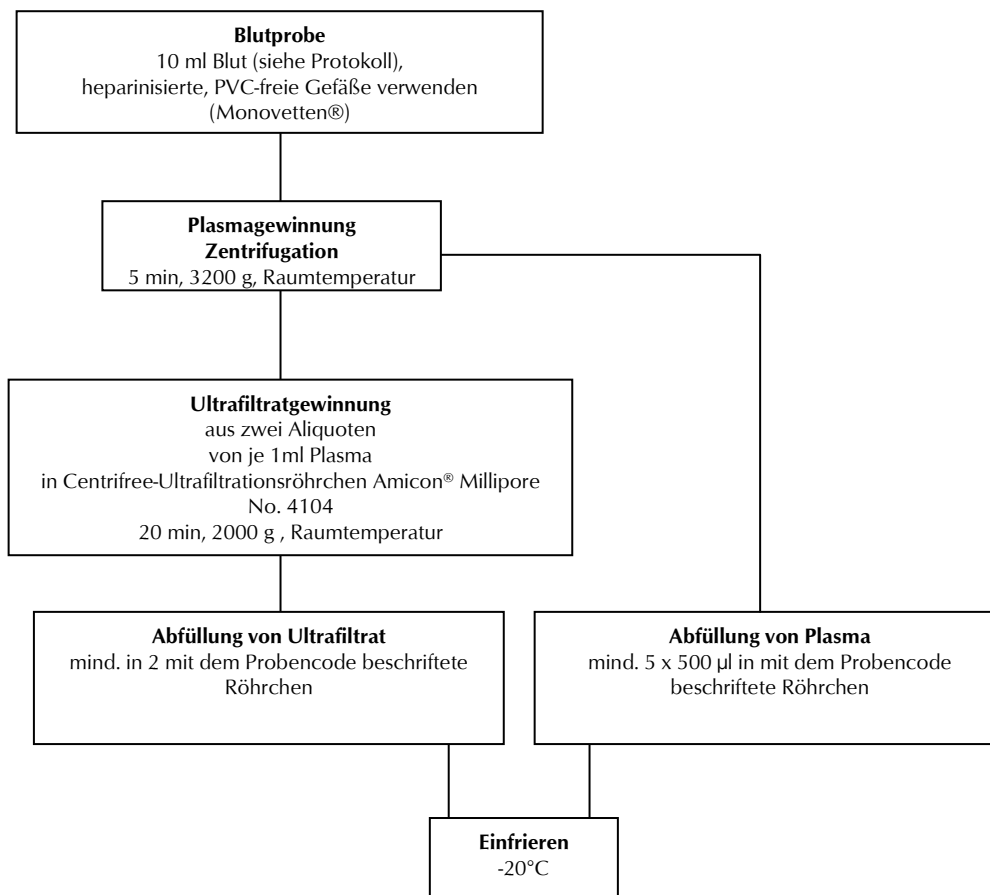 Blutprobe
10 ml Blut (siehe Protokoll),
heparinisierte, PVC-freie Gefäße verwenden
(Monovetten®)
Plasmagewinnung
Zentrifugation
5 min, 3200 g, Raumtemperatur
Ultrafiltratgewinnung
aus zwei Aliquoten
von je 1ml Plasma
in Centrifree-Ultrafiltrationsröhrchen Amicon® Millipore
No. 4104
20 min, 2000 g , Raumtemperatur
Abfüllung von Ultrafiltrat
mind. in 2 mit dem Probencode beschriftete
Röhrchen
Abfüllung von Plasma
mind. 5 x 500 µl in mit dem Probencode
beschriftete Röhrchen
Einfrieren
-20°C